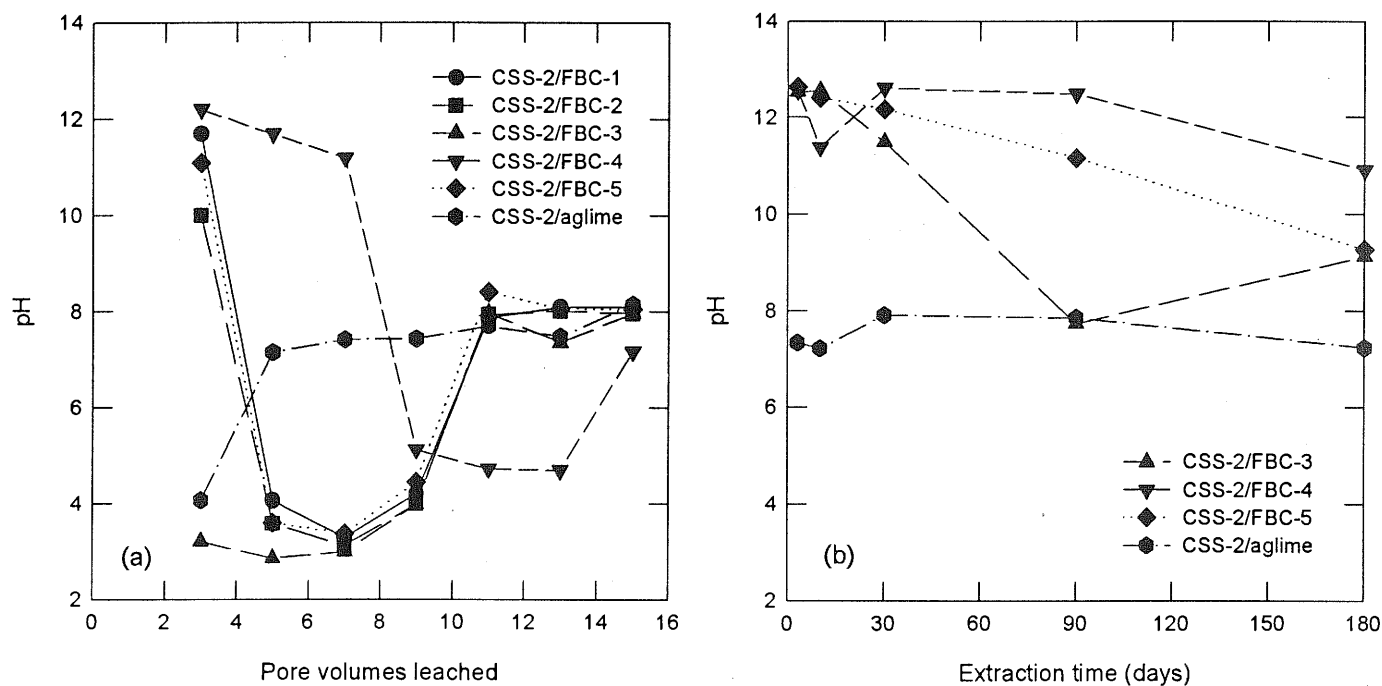 14
12
10
8
6
4
2
pH
0 2 4 6 8 10 12 14 16
Pore volumes leached
CSS-2/FBC-1
CSS-2/FBC-2
CSS-2/FBC-3
CSS-2/FBC-4
CSS-2/FBC-5
CSS-2/aglime
(a)
14
12
10
8
6
4
2
pH
0 30 60 90 120 150 180
Extraction time (days)
CSS-2/FBC-3
CSS-2/FBC-4
CSS-2/FBC-5
CSS-2/aglime
(b)